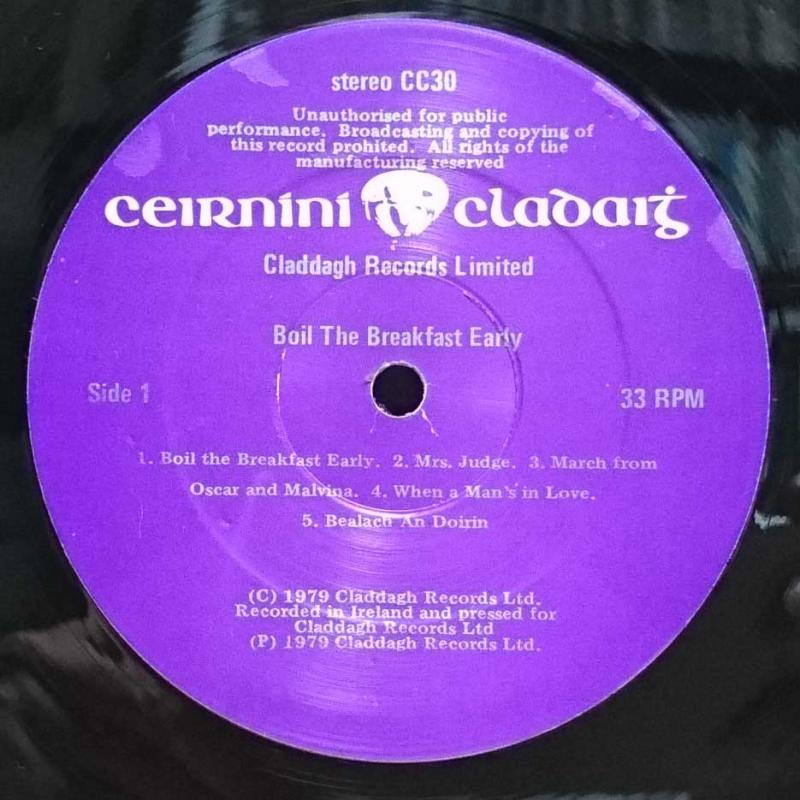 stereo CC30
Unauthorised for public
performance. Broadcasting and copying of
this record prohited. All rights of the
manufacturing reserved
ceirnini cladaiġ
Claddagh Records Limited
Boil The Breakfast Early
Side 1
33 RPM
1. Boil the Breakfast Early. 2. Mrs. Judge. 3. March from
Oscar and Malvina. 4. When a Man's in Love.
5. Bealach An Doirin
(C) 1979 Claddagh Records Ltd.
Recorded in Ireland and pressed for
Claddagh Records Ltd
(P) 1979 Claddagh Records Ltd.